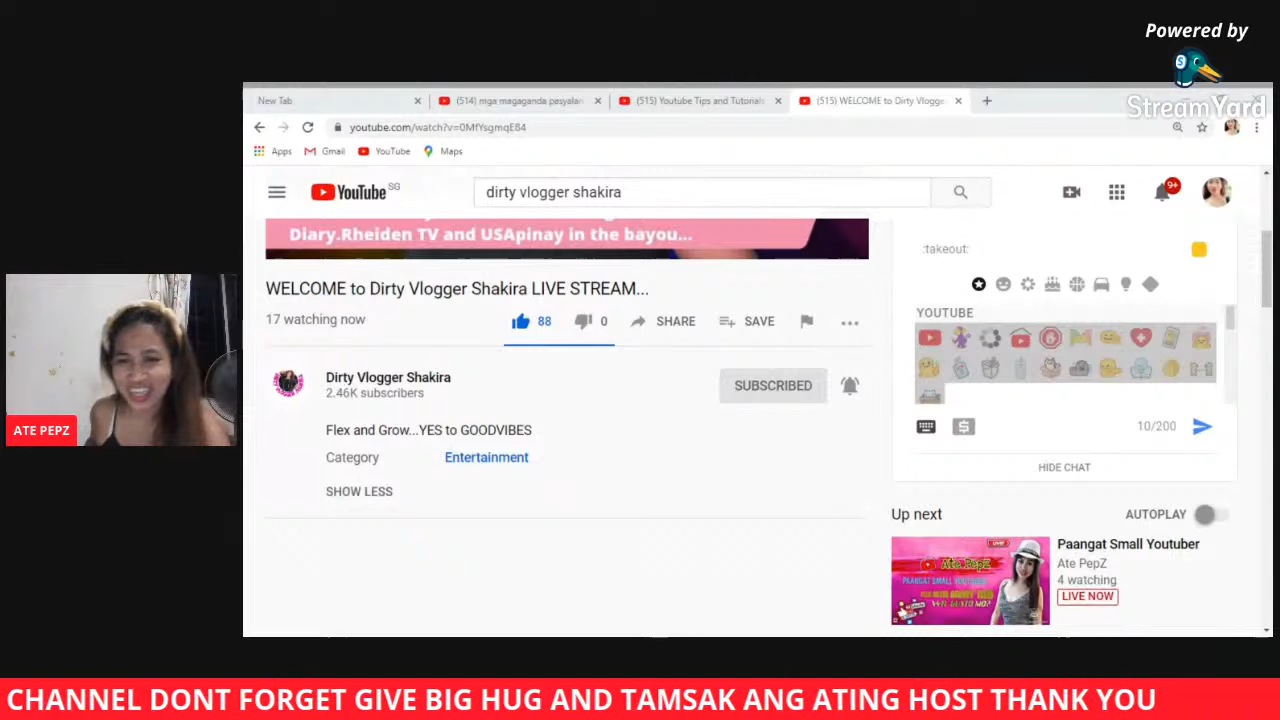 Powered by
StreamYard
New Tab
(514) mga magaganda pesyalan
(515) Youtube Tips and Tutorials
(515) WELCOME to Dirty Vlogge
youtube.com/watch?v=0MfYsgmqE84
Apps
Gmail
YouTube
Maps
YouTube SG
dirty vlogger shakira
9+
Diary.Rheiden TV and USApinay in the bayou...
:takeout:
WELCOME to Dirty Vlogger Shakira LIVE STREAM...
17 watching now
88
0
SHARE
SAVE
YOUTUBE
Dirty Vlogger Shakira
2.46K subscribers
SUBSCRIBED
Flex and Grow...YES to GOODVIBES
Category
Entertainment
SHOW LESS
10/200
HIDE CHAT
Up next
AUTOPLAY
Ate PepZ
PAANGAT SMALL YOUTUBER
Paangat Small Youtuber
Ate PepZ
4 watching
LIVE NOW
ATE PEPZ
CHANNEL DONT FORGET GIVE BIG HUG AND TAMSAK ANG ATING HOST THANK YOU